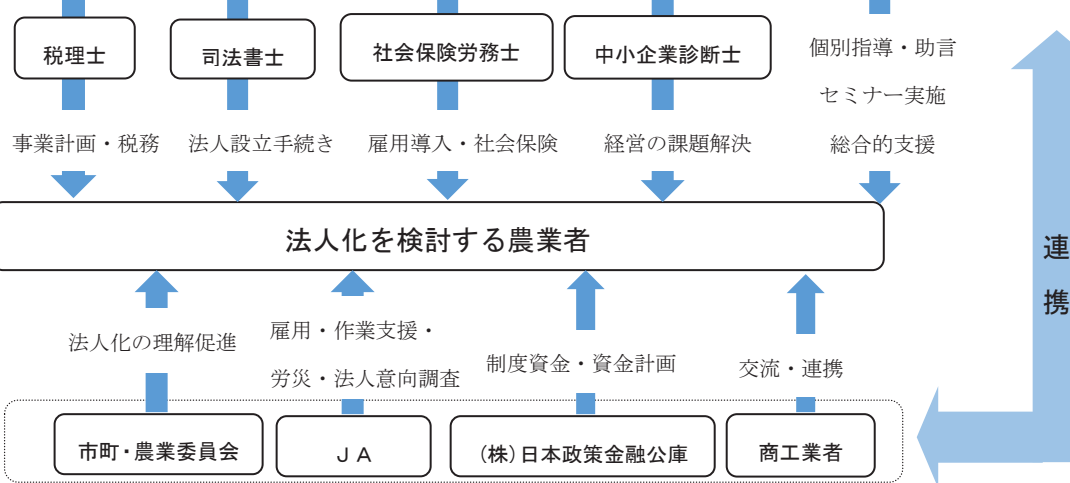 税理士
司法書士
社会保険労務士
中小企業診断士
個別指導・助言
セミナー実施
総合的支援
事業計画・税務
法人設立手続き
雇用導入・社会保険
経営の課題解決
法人化を検討する農業者
連
携
法人化の理解促進
雇用・作業支援・
労災・法人意向調査
制度資金・資金計画
交流・連携
市町・農業委員会
ＪＡ
(株)日本政策金融公庫
商工業者